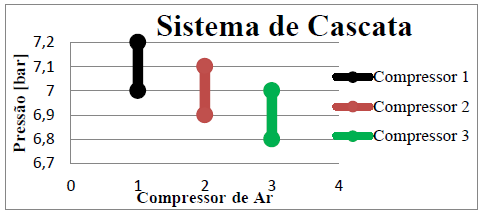 Sistema de Cascata
Pressão [bar]
7,2
7,1
7
6,9
6,8
6,7
0 1 2 3 4
Compressor de Ar
Compressor 1
Compressor 2
Compressor 3